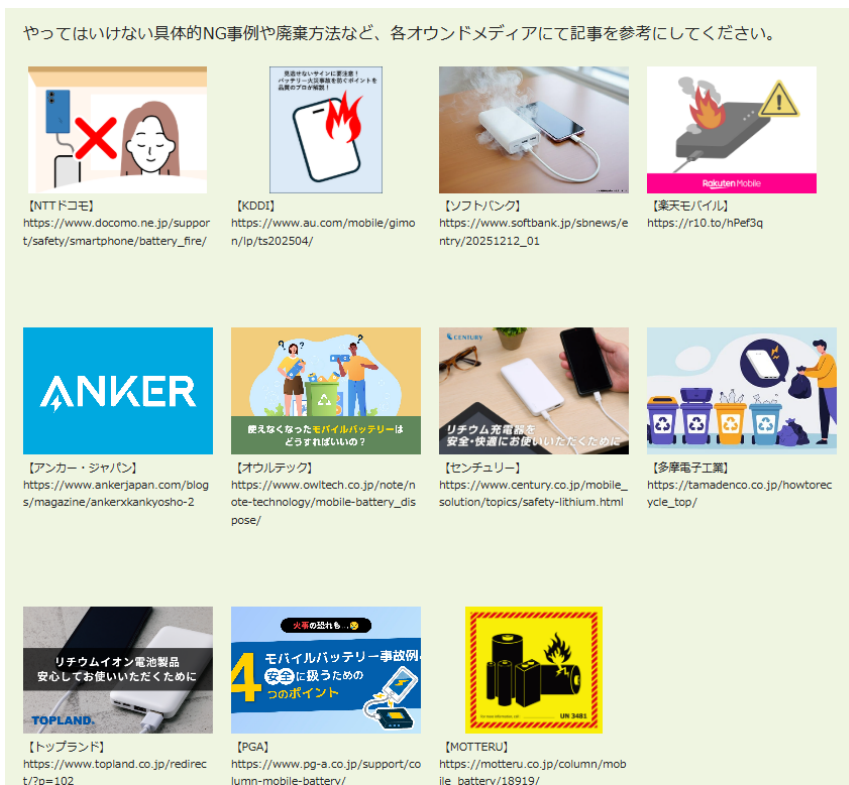 やってはいけない具体的NG事例や廃棄方法など、各オウンドメディアにて記事を参考にしてください。
見逃せないサインに要注意!
バッテリー火災事故を防ぐポイントを
品質のプロが解説!
Rakuten Mobile
【NTTドコモ】
https://www.docomo.ne.jp/suppor
t/safety/smartphone/battery_fire/
【KDDI】
https://www.au.com/mobile/gimo
n/lp/ts202504/
【ソフトバンク】
https://www.softbank.jp/sbnews/e
ntry/20251212_01
【楽天モバイル】
https://r10.to/hPef3q
ANKER
使えなくなったモバイルバッテリーは
どうすればいいの?
CENTURY
リチウム充電器を
安全・快適にお使いいただくために
【アンカー・ジャパン】
https://www.ankerjapan.com/blog
s/magazine/ankerxkankyosho-2
【オウルテック】
https://www.owltech.co.jp/note/n
ote-technology/mobile-battery_dis
pose/
【センチュリー】
https://www.century.co.jp/mobile_
solution/topics/safety-lithium.html
【多摩電子工業】
https://tamadenco.co.jp/howtorec
ycle_top/
リチウムイオン電池製品
安心してお使いいただくために
TOPLAND.
火事の恐れも...
モバイルバッテリー事故例
安全に扱うための
4つのポイント
UN 3481
【トップランド】
https://www.topland.co.jp/redirec
t/?p=102
【PGA】
https://www.pg-a.co.jp/support/co
lumn-mobile-battery/
【MOTTERU】
https://motteru.co.jp/column/mob
ile_battery/18919/